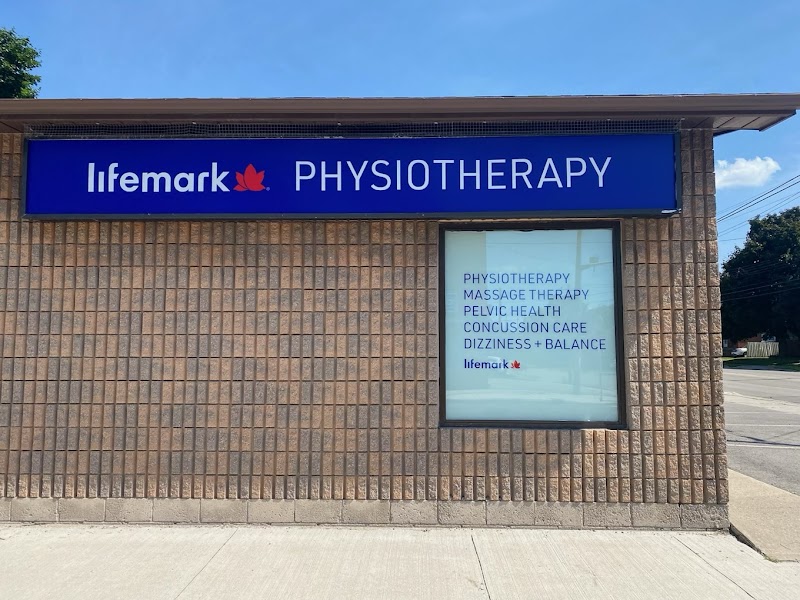 lifemark PHYSIOTHERAPY
PHYSIOTHERAPY
MASSAGE THERAPY
PELVIC HEALTH
CONCUSSION CARE
DIZZINESS + BALANCE
lifemark